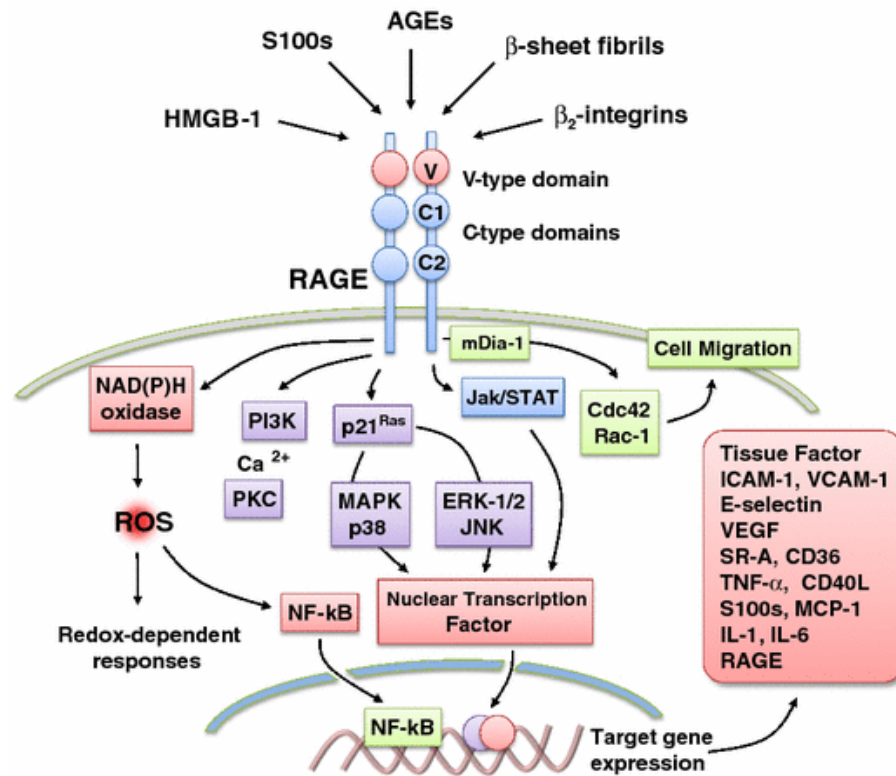 AGEs
S100s
β-sheet fibrils
HMGB-1
β2-integrins
V
V-type domain
C1
C-type domains
C2
RAGE
mDia-1
Cell Migration
NAD(P)H
oxidase
PI3K
p21Ras
Jak/STAT
Cdc42
Rac-1
Ca 2+
PKC
MAPK
p38
ERK-1/2
JNK
ROS
Tissue Factor
ICAM-1, VCAM-1
E-selectin
VEGF
SR-A, CD36
TNF-α, CD40L
S100s, MCP-1
IL-1, IL-6
RAGE
NF-kB
Nuclear Transcription
Factor
Redox-dependent
responses
NF-kB
Target gene
expression